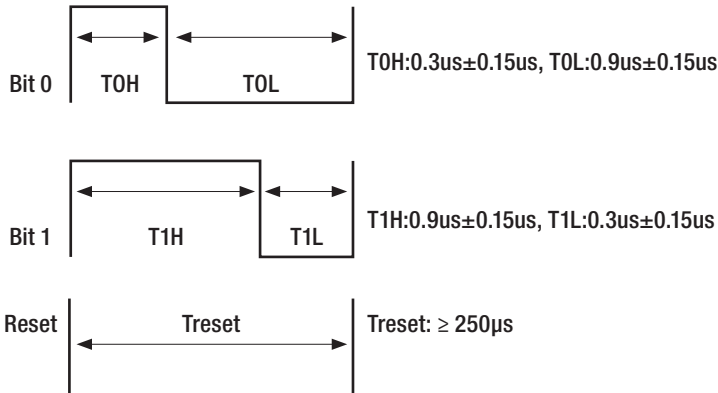 T0H T0L
Bit 0
T0H:0.3us±0.15us, T0L:0.9us±0.15us
T1H T1L
Bit 1
T1H:0.9us±0.15us, T1L:0.3us±0.15us
Reset Treset Treset: ≥ 250µs